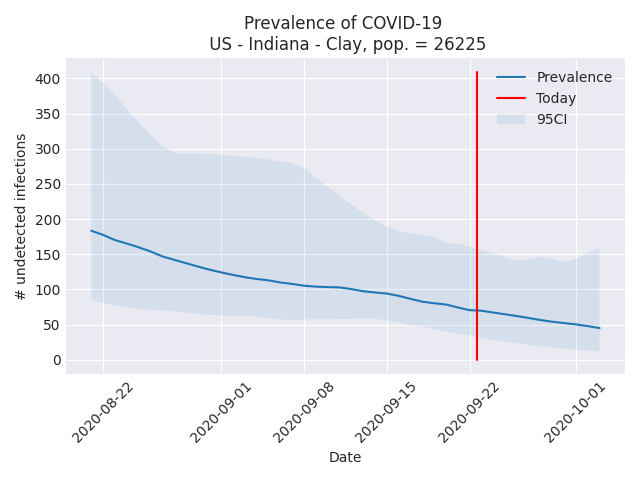 Prevalence of COVID-19
US - Indiana - Clay, pop. = 26225
400
350
300
250
200
150
100
50
0
# undetected infections
Prevalence
Today
95CI
2020-08-22
2020-09-01
2020-09-08
2020-09-15
2020-09-22
2020-10-01
Date